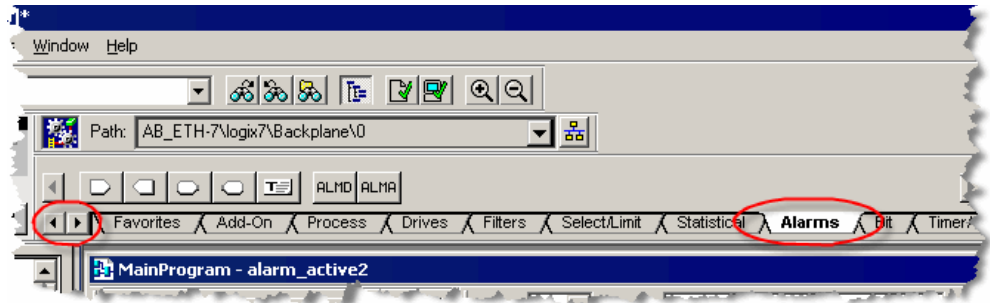 Window Help
Path: AB_ETH-7\logix7\Backplane\0
ALMD ALMA
Favorites Add-On Process Drives Filters Select/Limit Statistical Alarms Bit
MainProgram - alarm_active2